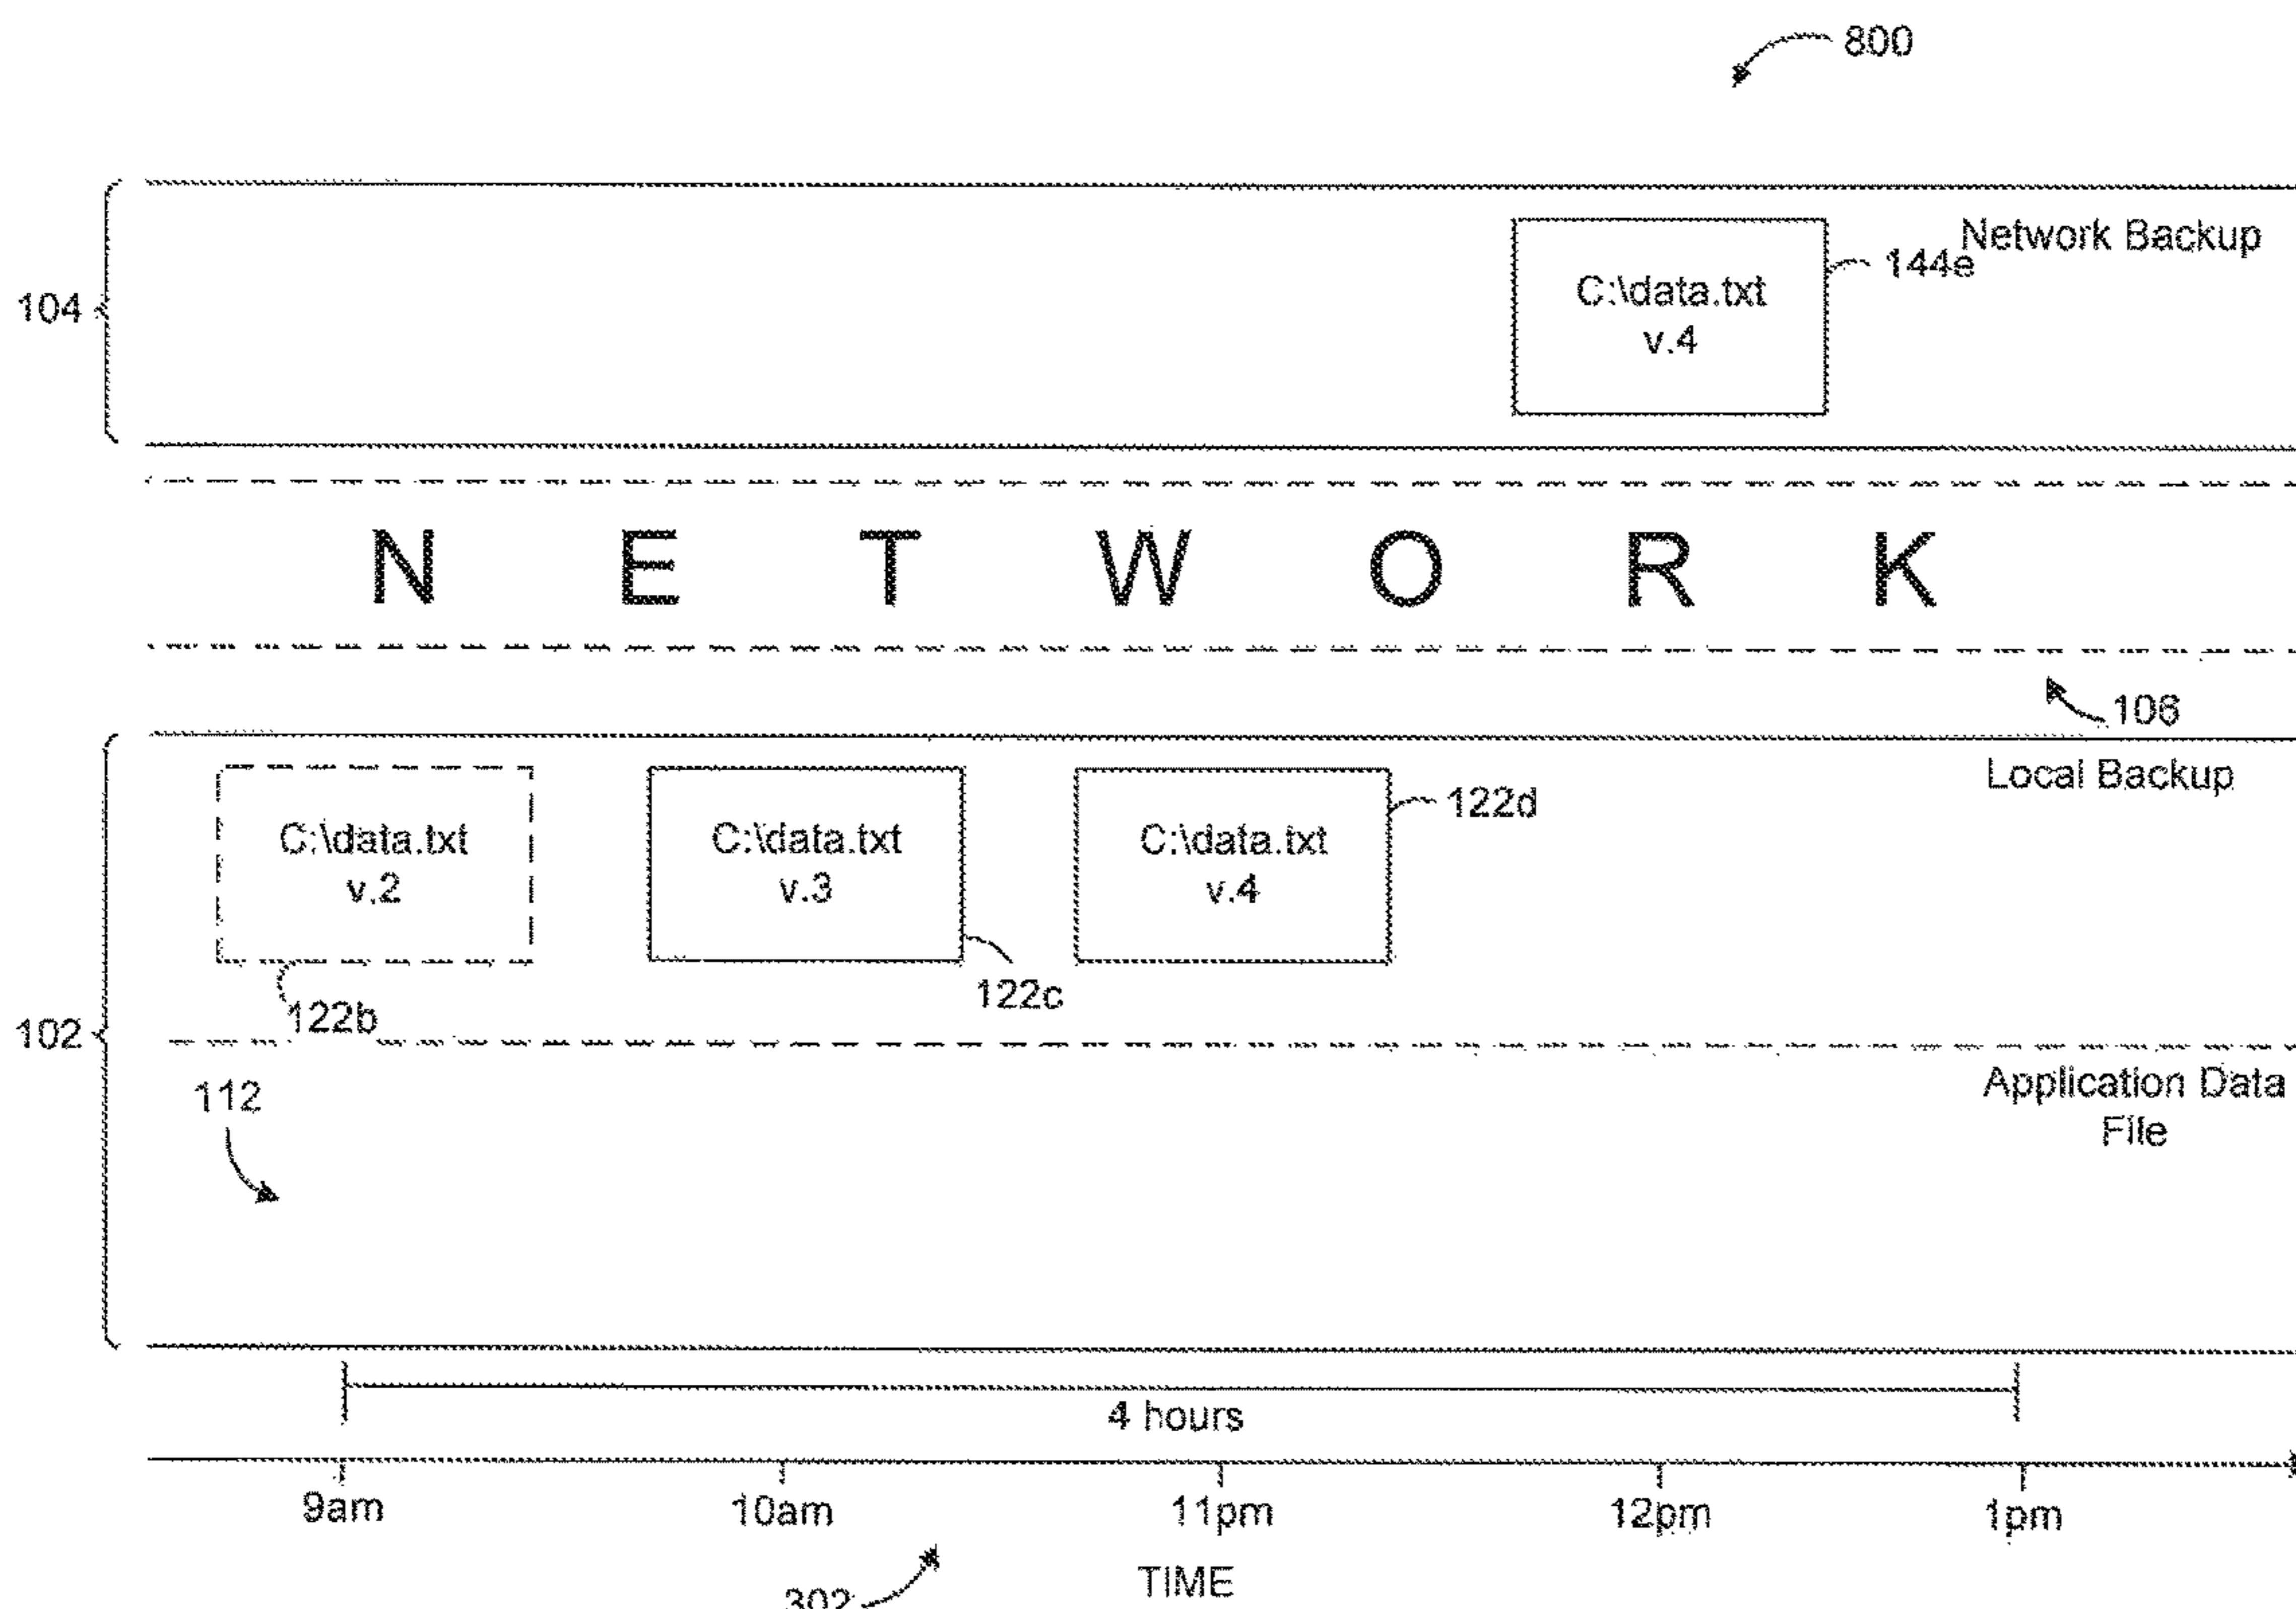 800
Network Backup
144e
C:\data.txt
v.4
104
N E T W O R K
106
Local Backup
122d
C:\data.txt
v.2
C:\data.txt
v.3
C:\data.txt
v.4
122c
122b
102
112
Application Data
File
4 hours
9am
10am
11pm
12pm
1pm
TIME
302